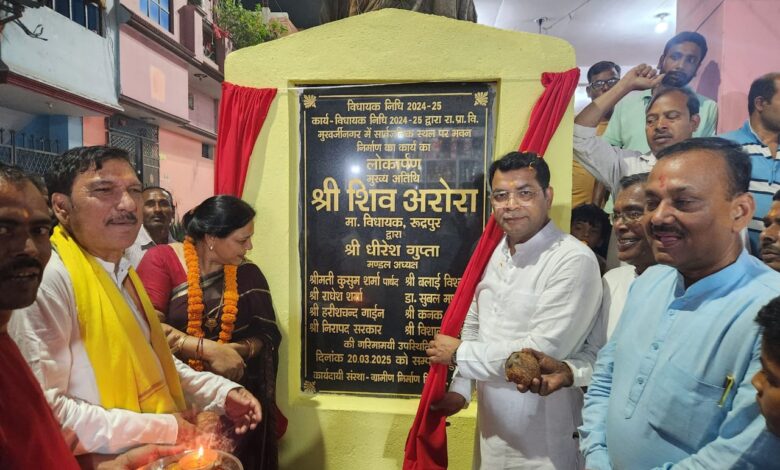 विधायक निधि 2024-25
कार्य- विधायक निधि 2024-25 द्वारा रा.प्रा.वि.
मुखर्जीनगर में सार्वजनिक स्थल पर भवन
निर्माण का कार्य का
लोकार्पण
मुख्य अतिथि
श्री शिव अरोरा
मा. विधायक, रूद्रपुर
द्वारा
श्री धीरेश गुप्ता
मण्डल अध्यक्ष
श्रीमती कुसुम शर्मा पार्षद श्री बलाई
श्री राधेश शर्मा डा. सुबल
श्री हरीशचन्द गाईन श्री कनक
श्री निरापद सरकार श्री
की गरिमामयी
दिनांक 20.03.2025 को
कार्यदायी संस्था- ग्रामीण निर्माण